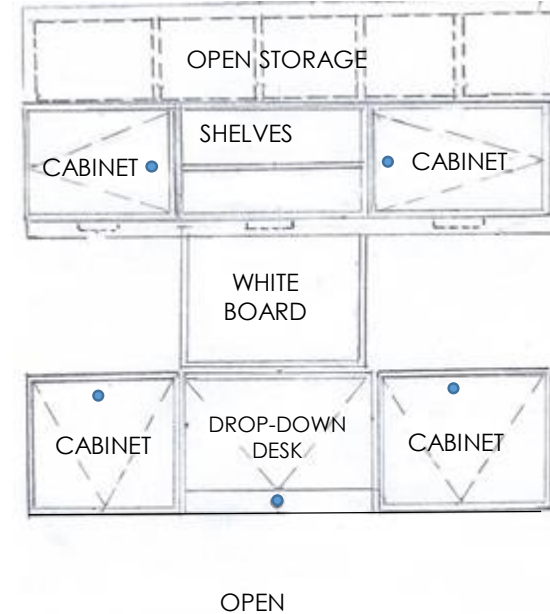 OPEN STORAGE
SHELVES
CABINET
CABINET
WHITE
BOARD
DROP-DOWN
DESK
CABINET
CABINET
OPEN